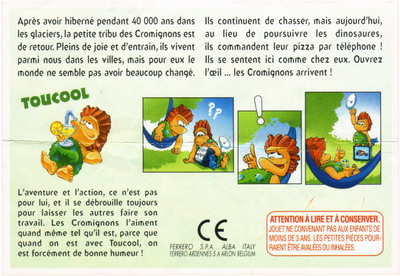 Après avoir hiberné pendant 40 000 ans dans
les glaciers, la petite tribu des Cromignons est
de retour. Pleins de joie et d'entrain, ils vivent
parmi nous dans les villes, mais pour eux le
monde ne semble pas avoir beaucoup changé.
Ils continuent de chasser, mais aujourd'hui,
au lieu de poursuivre les dinosaures,
ils commandent leur pizza par téléphone !
Ils se sentent ici comme chez eux. Ouvrez
l'œil ... les Cromignons arrivent !
TOUCOOL
??
!
L'aventure et l'action, ce n'est pas
pour lui, et il se débrouille toujours
pour laisser les autres faire son
travail. Les Cromignons l'aiment
quand même tel qu'il est, parce que
quand on est avec Toucool, on
est forcément de bonne humeur !
CE
FERRERO S.P.A. ALBA ITALY
FERRERO ARDENNES S A ARLON BELGIUM
ATTENTION À LIRE ET À CONSERVER.
JOUET NE CONVENANT PAS AUX ENFANTS DE
MOINS DE 3 ANS. LES PETITES PIÈCES POUR-
RAIENT ÊTRE AVALÉES OU INHALÉES